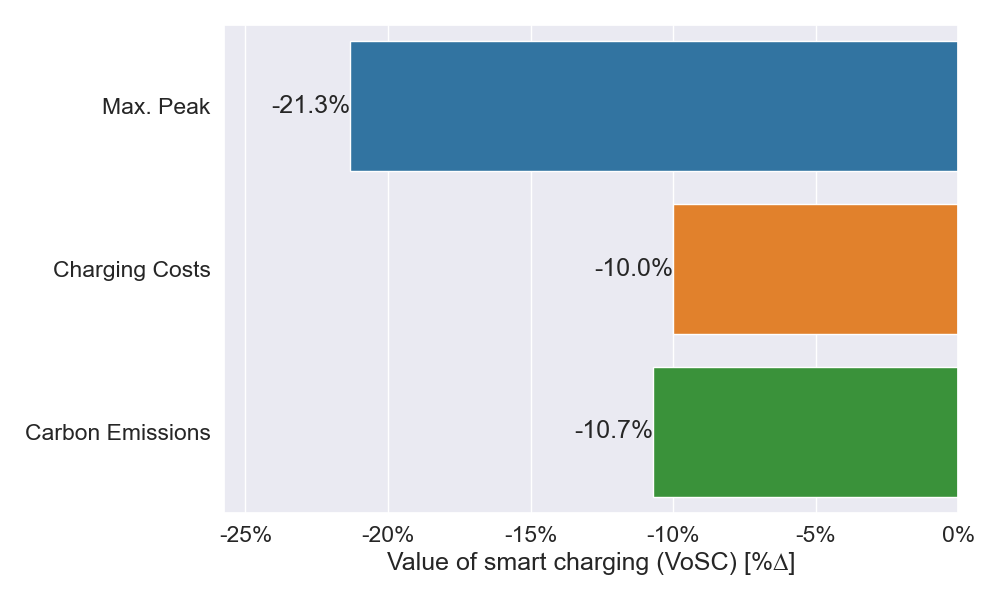 Max. Peak
-21.3%
Charging Costs
-10.0%
Carbon Emissions
-10.7%
-25% -20% -15% -10% -5% 0%
Value of smart charging (VoSC) [%Δ]